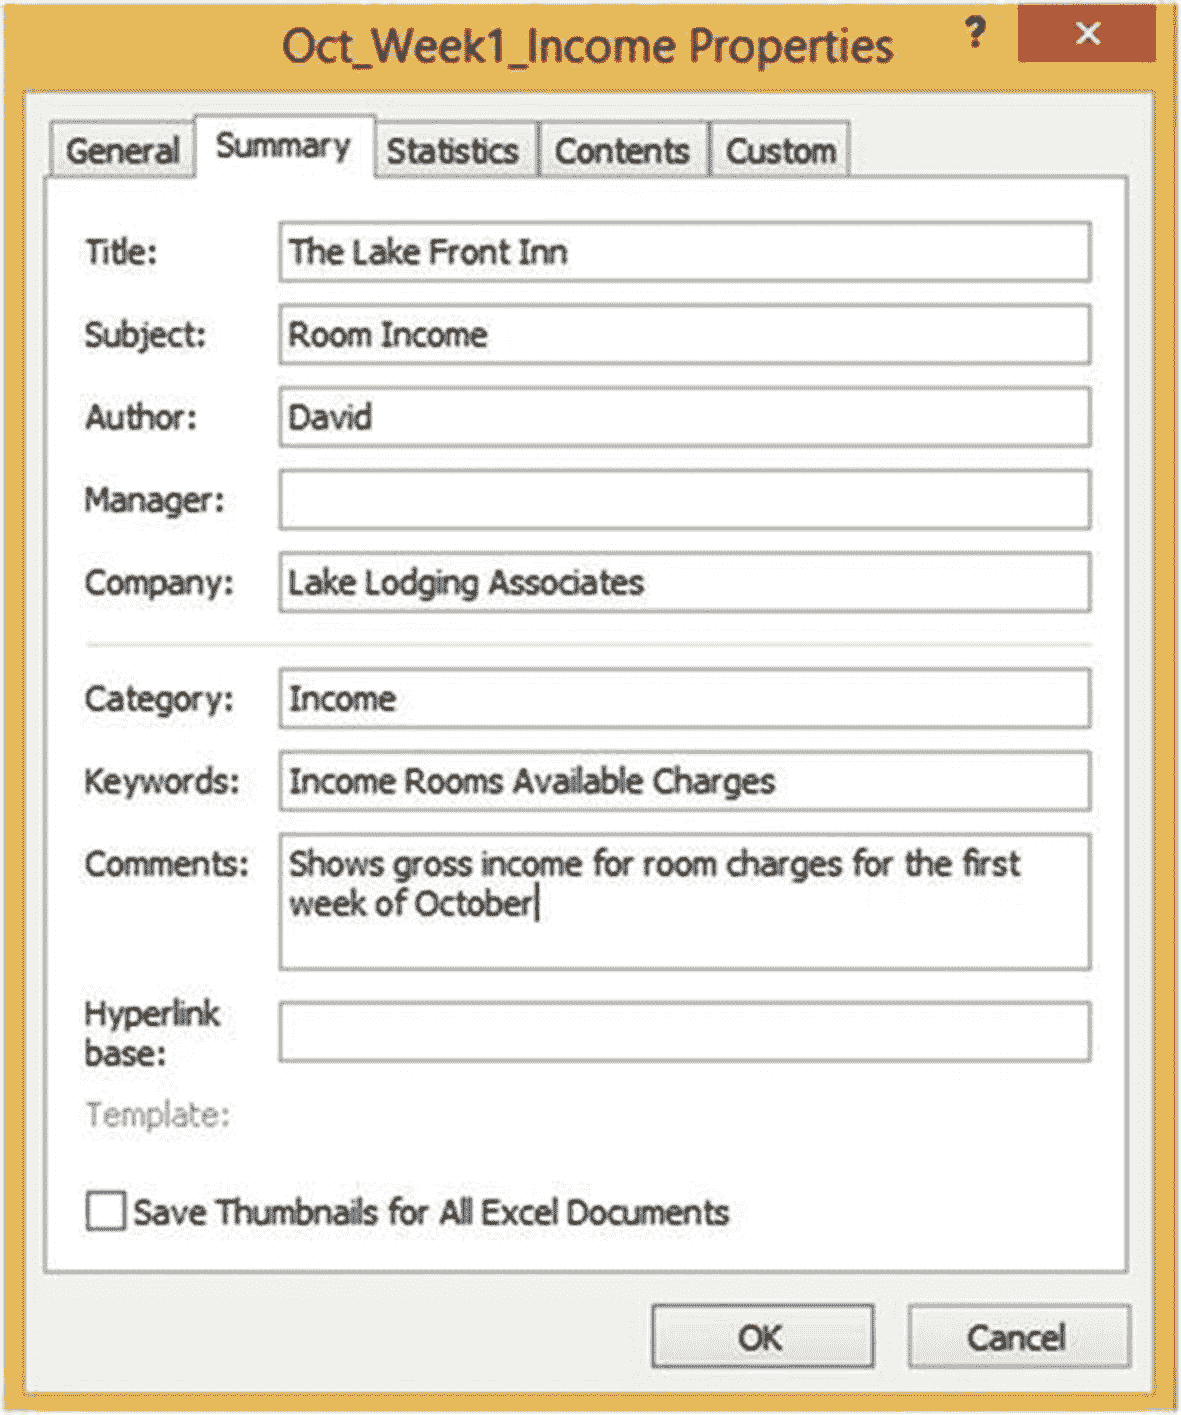 Oct_Week1_Income Properties ?
General Summary Statistics Contents Custom
Title: The Lake Front Inn
Subject: Room Income
Author: David
Manager:
Company: Lake Lodging Associates
Category: Income
Keywords: Income Rooms Available Charges
Comments: Shows gross income for room charges for the first
week of October
Hyperlink
base:
Template:
Save Thumbnails for All Excel Documents
OK Cancel